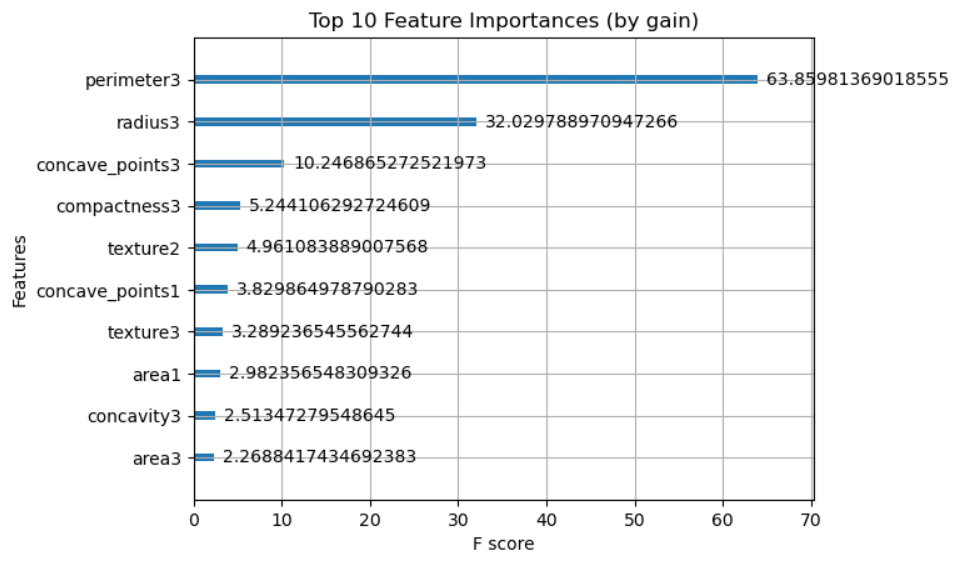 Top 10 Feature Importances (by gain)
perimeter3 63.85981369018555
radius3 32.029788970947266
concave_points3 10.246865272521973
compactness3 5.244106292724609
texture2 4.961083889007568
concave_points1 3.829864978790283
texture3 3.289236545562744
area1 2.982356548309326
concavity3 2.51347279548645
area3 2.2688417434692383
Features
0 10 20 30 40 50 60 70
F score